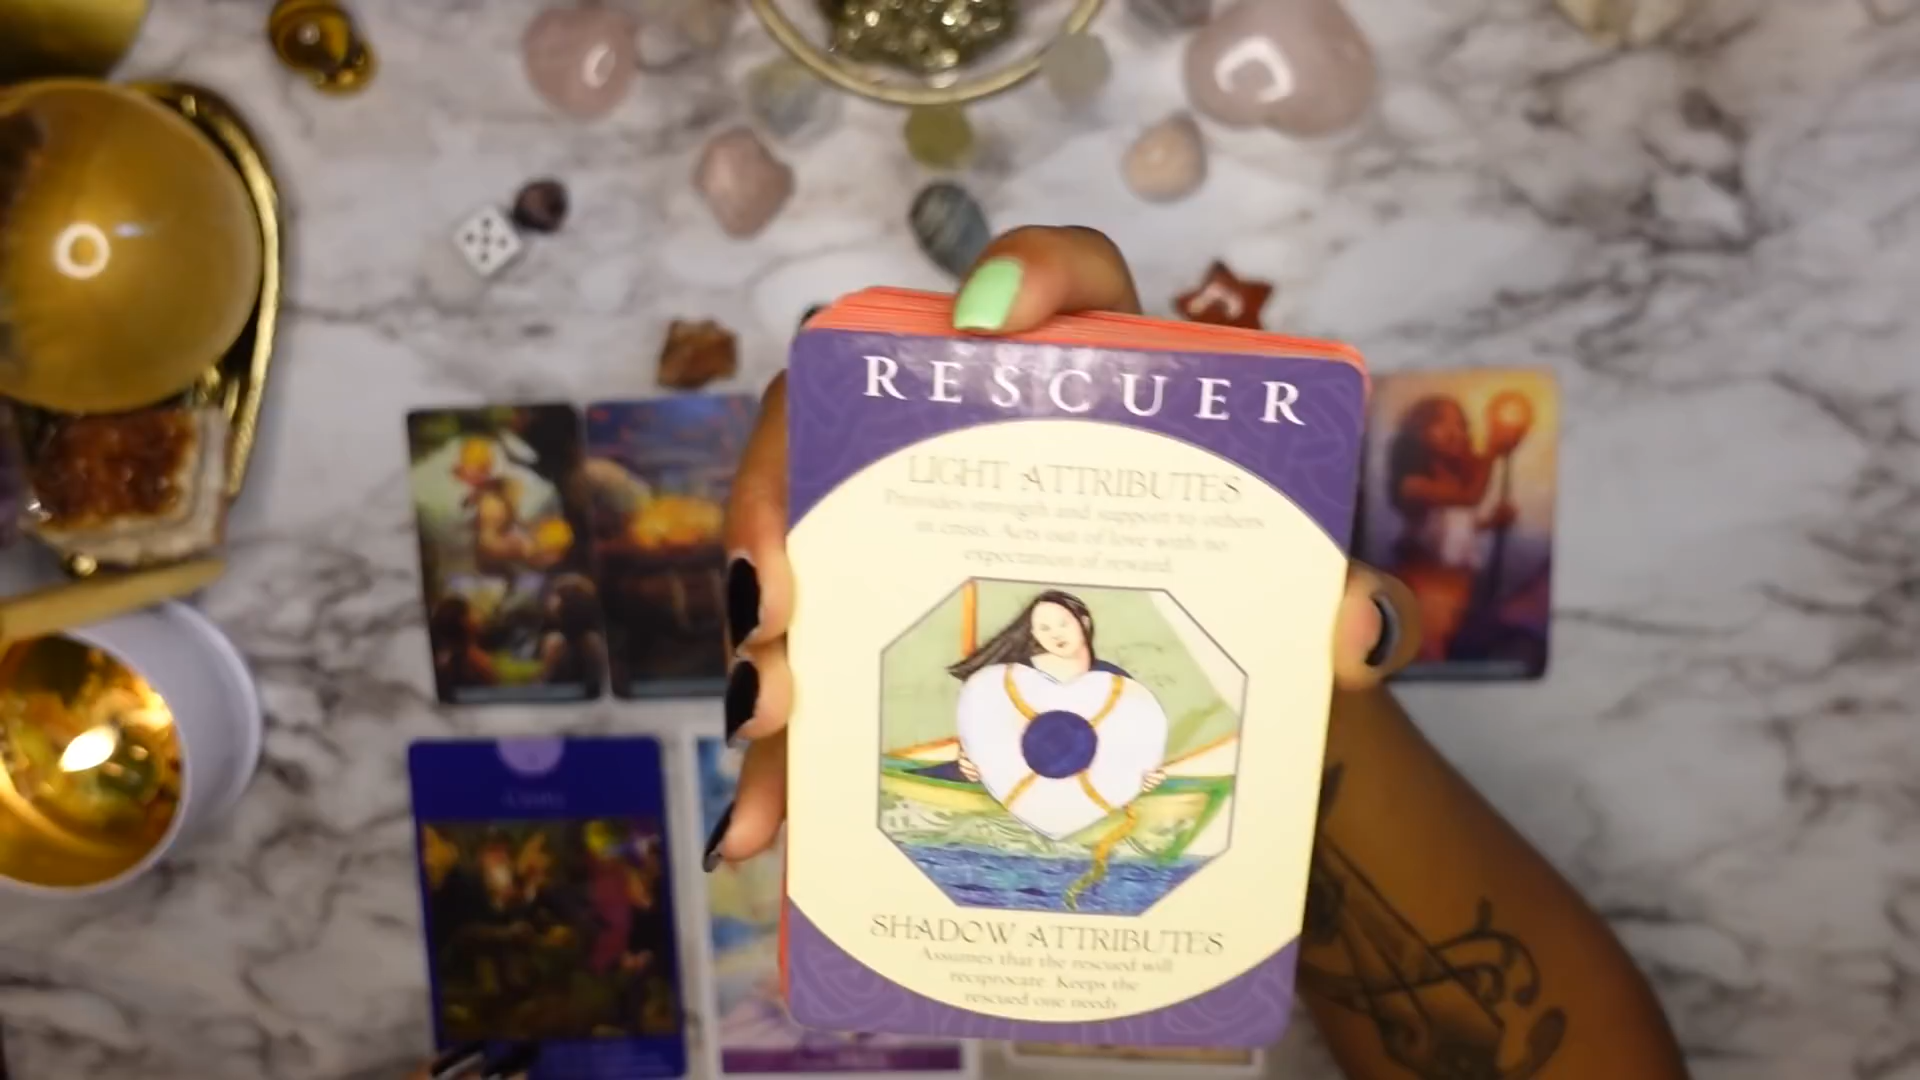 RESCUER
LIGHT ATTRIBUTES
Provides strength and support to others
in crisis. Acts out of love with no
expectation of reward.
SHADOW ATTRIBUTES
Assumes that the rescued will
reciprocate. Keeps the
rescued one needy.